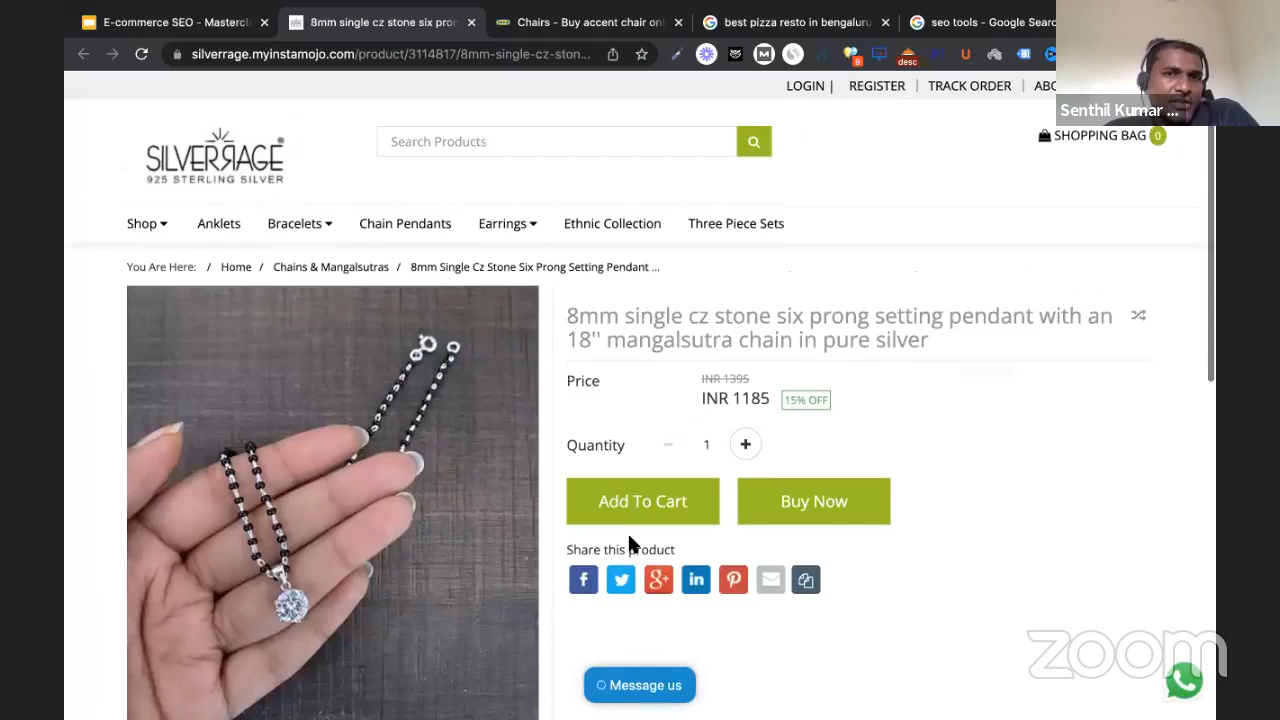 E-commerce SEO - Mastercla
8mm single cz stone six pron
Chairs - Buy accent chair onl
best pizza resto in bengaluru
seo tools - Google Sear
silverrage.myinstamojo.com/product/3114817/8mm-single-cz-ston...
9
desc
Senthil Kumar ...
LOGIN |
REGISTER |
TRACK ORDER |
ABO
SILVERRAGE®
925 STERLING SILVER
Search Products
SHOPPING BAG 0
Shop
Anklets
Bracelets
Chain Pendants
Earrings
Ethnic Collection
Three Piece Sets
You Are Here: / Home / Chains & Mangalsutras / 8mm Single Cz Stone Six Prong Setting Pendant ...
8mm single cz stone six prong setting pendant with an
18'' mangalsutra chain in pure silver
Price
INR 1395
INR 1185
15% OFF
Quantity
1
Add To Cart
Buy Now
Share this product
Message us
zoom